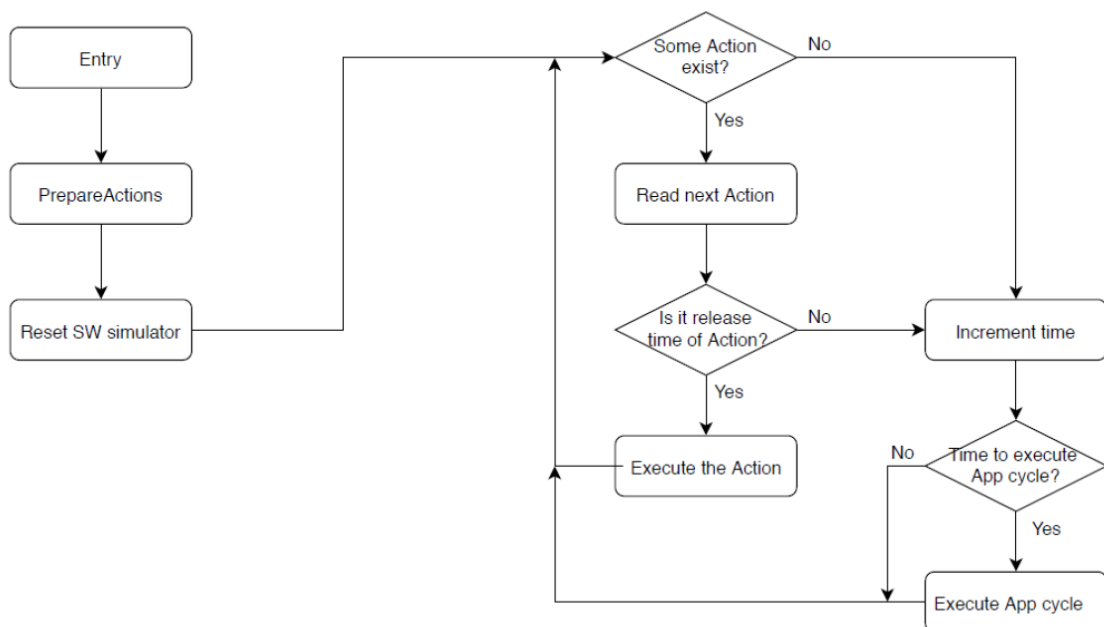 Entry
PrepareActions
Reset SW simulator
Some Action
exist?
No
Yes
Read next Action
Is it release
time of Action?
No
Yes
Increment time
Execute the Action
No
Time to execute
App cycle?
Yes
Execute App cycle